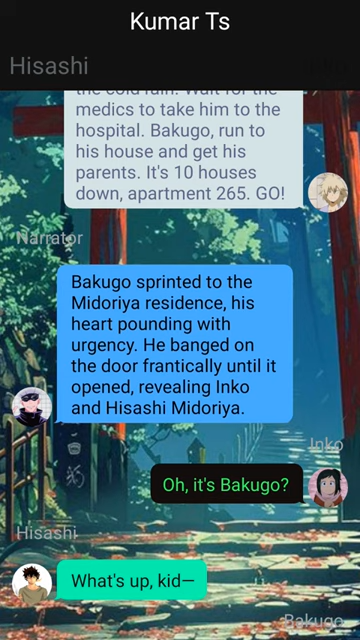 Kumar Ts
Hisashi
Inko
the cold rain. Wait for the
medics to take him to the
hospital. Bakugo, run to
his house and get his
parents. It's 10 houses
down, apartment 265. GO!
Narrator
Bakugo sprinted to the
Midoriya residence, his
heart pounding with
urgency. He banged on
the door frantically until it
opened, revealing Inko
and Hisashi Midoriya.
Inko
Oh, it's Bakugo?
Hisashi
What's up, kid—
Bakugo